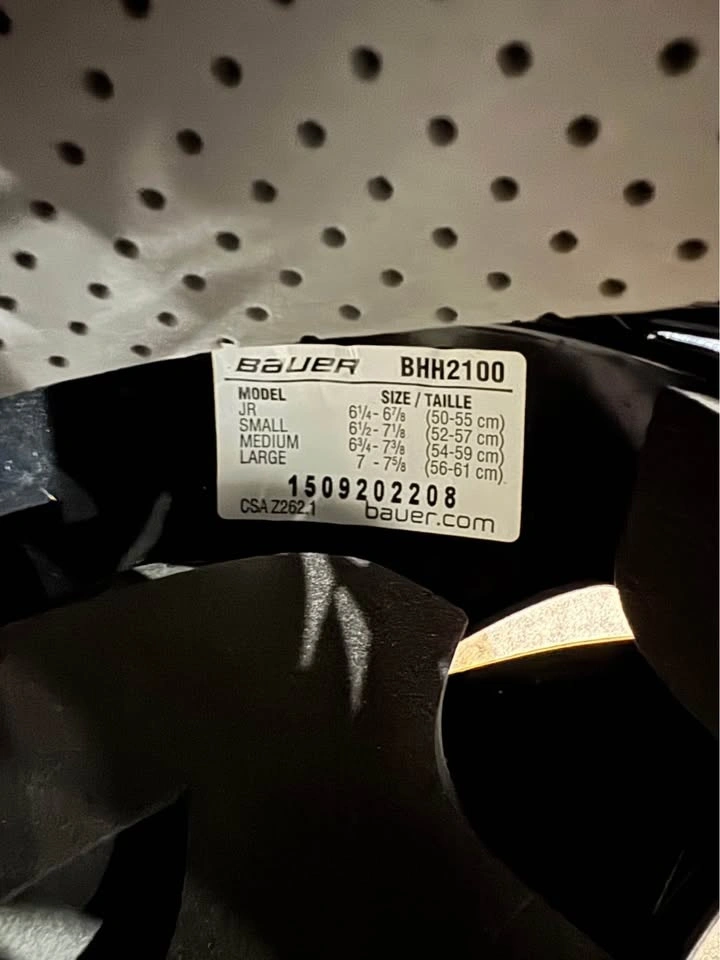 BAUER BHH2100
MODEL SIZE / TAILLE
JR 6¼- 6⅞ (50-55 cm)
SMALL 6½- 7⅛ (52-57 cm)
MEDIUM 6¾- 7⅜ (54-59 cm)
LARGE 7 - 7⅝ (56-61 cm)
1509202208
CSA Z262.1 bauer.com